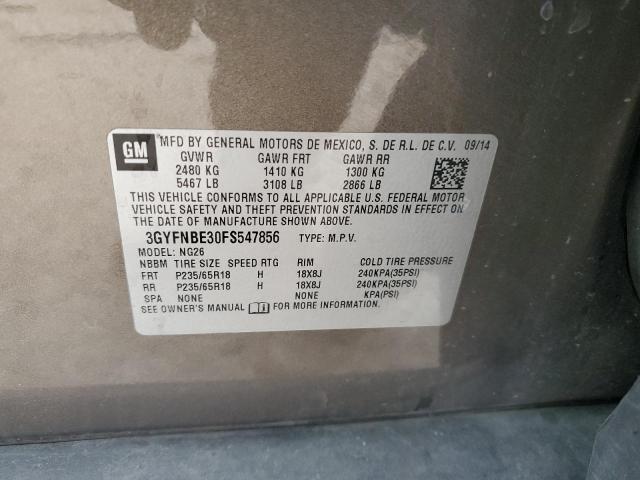 GM
MFD BY GENERAL MOTORS DE MEXICO, S. DE R.L. DE C.V. 09/14
GVWR GAWR FRT GAWR RR
2480 KG 1410 KG 1300 KG
5467 LB 3108 LB 2866 LB
THIS VEHICLE CONFORMS TO ALL APPLICABLE U.S. FEDERAL MOTOR
VEHICLE SAFETY AND THEFT PREVENTION STANDARDS IN EFFECT ON
THE DATE OF MANUFACTURE SHOWN ABOVE.
3GYFNBE30FS547856 TYPE: M.P.V.
MODEL: NG26
NBBM TIRE SIZE SPEED RTG RIM COLD TIRE PRESSURE
FRT P235/65R18 H 18X8J 240KPA(35PSI)
RR P235/65R18 H 18X8J 240KPA(35PSI)
SPA NONE NONE KPA(PSI)
SEE OWNER'S MANUAL FOR MORE INFORMATION.